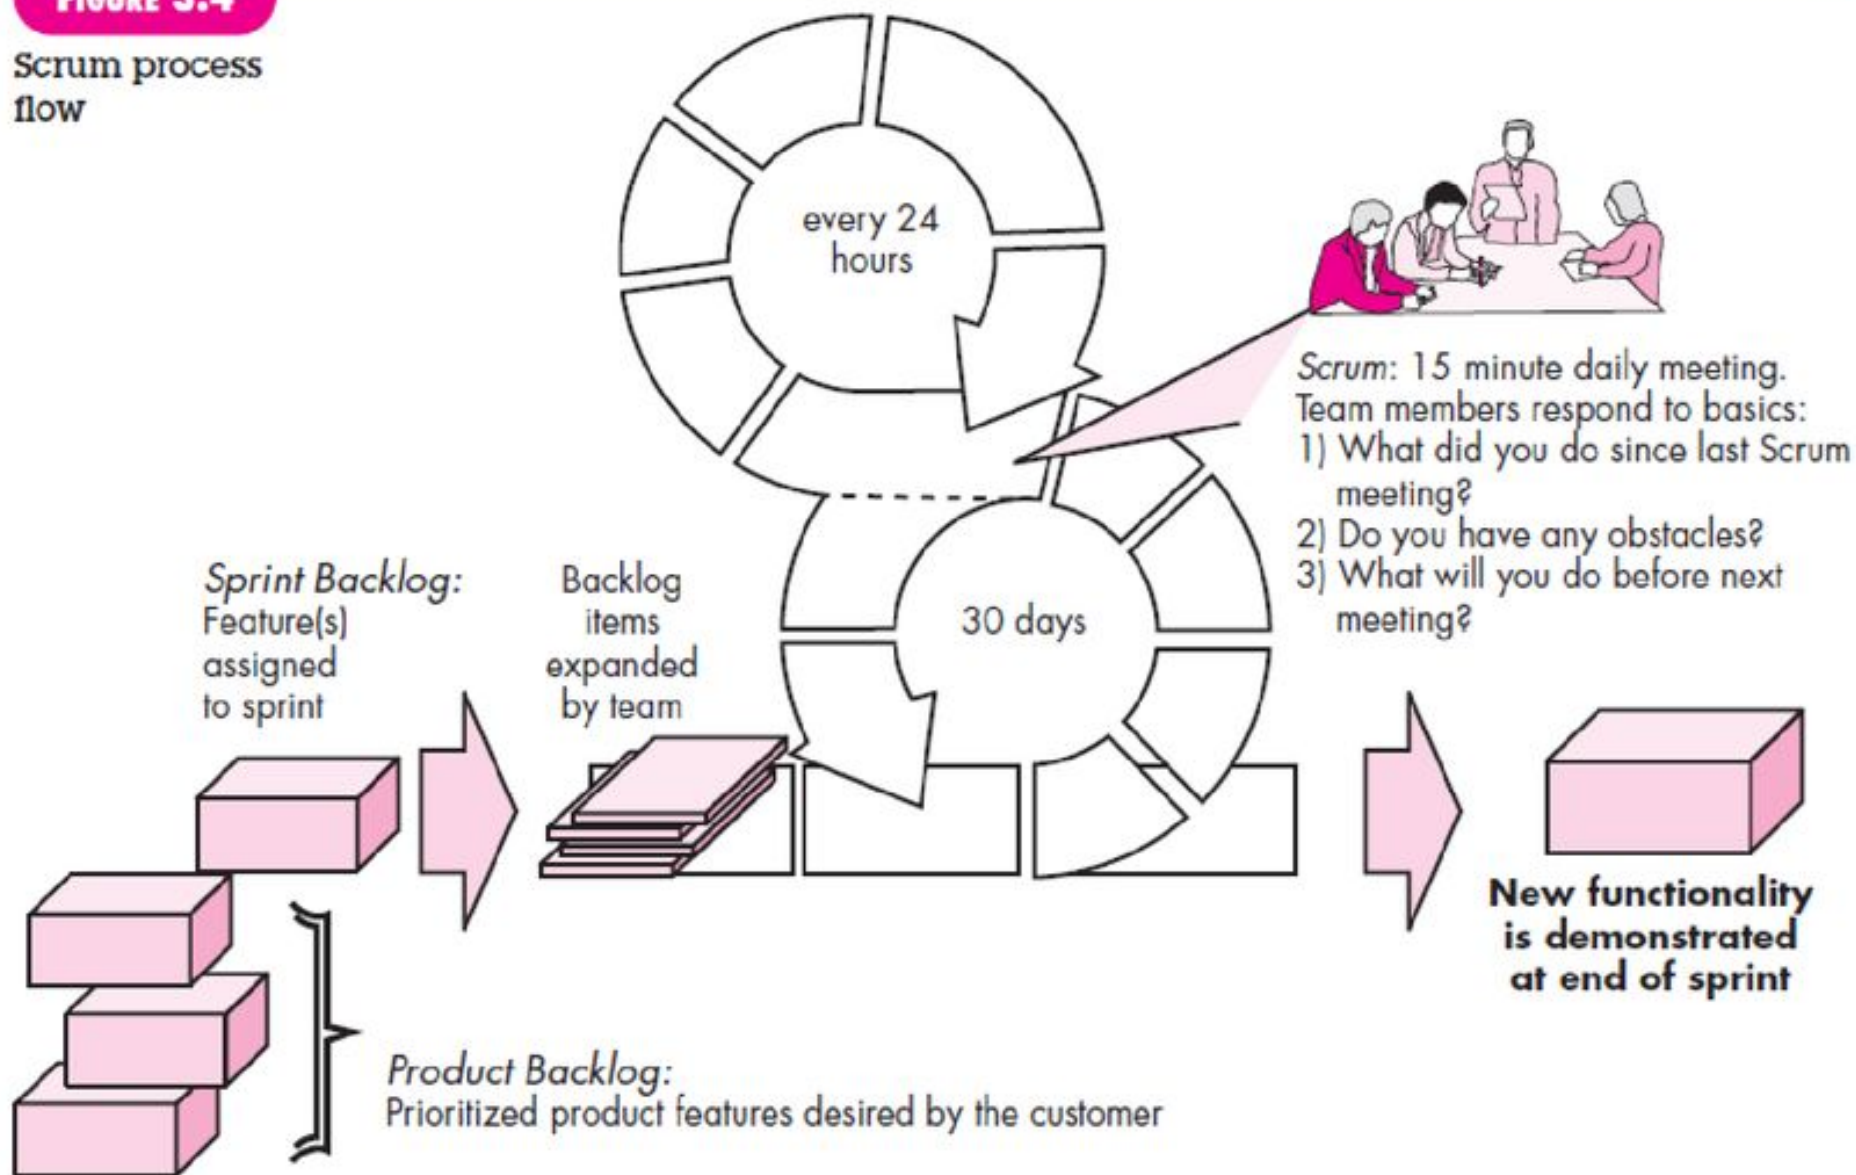 FIGURE 3.4
Scrum process
flow
every 24
hours
Scrum: 15 minute daily meeting.
Team members respond to basics:
1) What did you do since last Scrum
meeting?
2) Do you have any obstacles?
3) What will you do before next
meeting?
Sprint Backlog:
Feature(s)
assigned
to sprint
Backlog
items
expanded
by team
30 days
New functionality
is demonstrated
at end of sprint
Product Backlog:
Prioritized product features desired by the customer